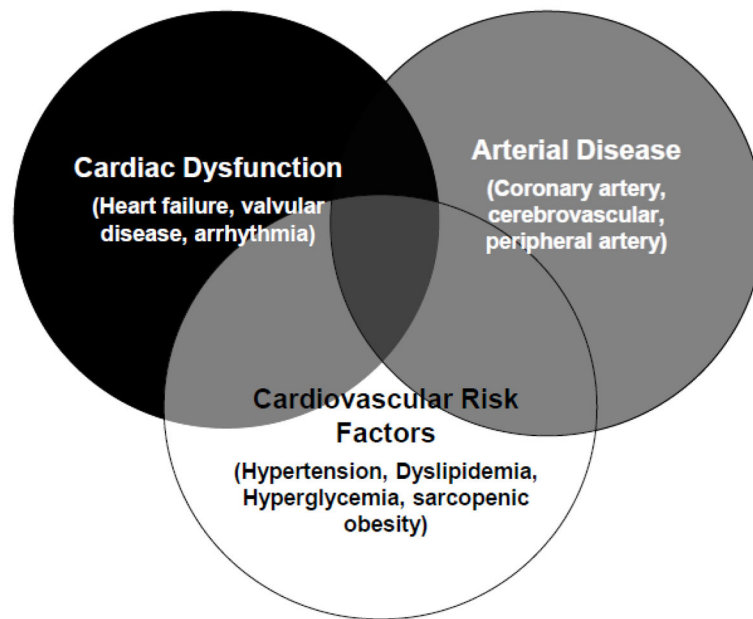 Cardiac Dysfunction
(Heart failure, valvular
disease, arrhythmia)
Arterial Disease
(Coronary artery,
cerebrovascular,
peripheral artery)
Cardiovascular Risk
Factors
(Hypertension, Dyslipidemia,
Hyperglycemia, sarcopenic
obesity)